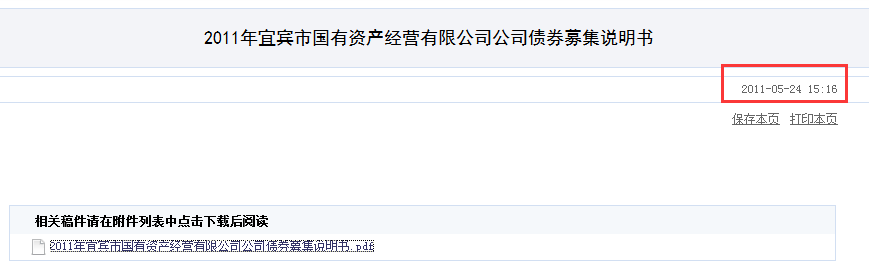 2011年宜宾市国有资产经营有限公司公司债券募集说明书
2011-05-24 15:16
保存本页 打印本页
相关稿件请在附件列表中点击下载后阅读
2011年宜宾市国有资产经营有限公司公司债券募集说明书.pdf